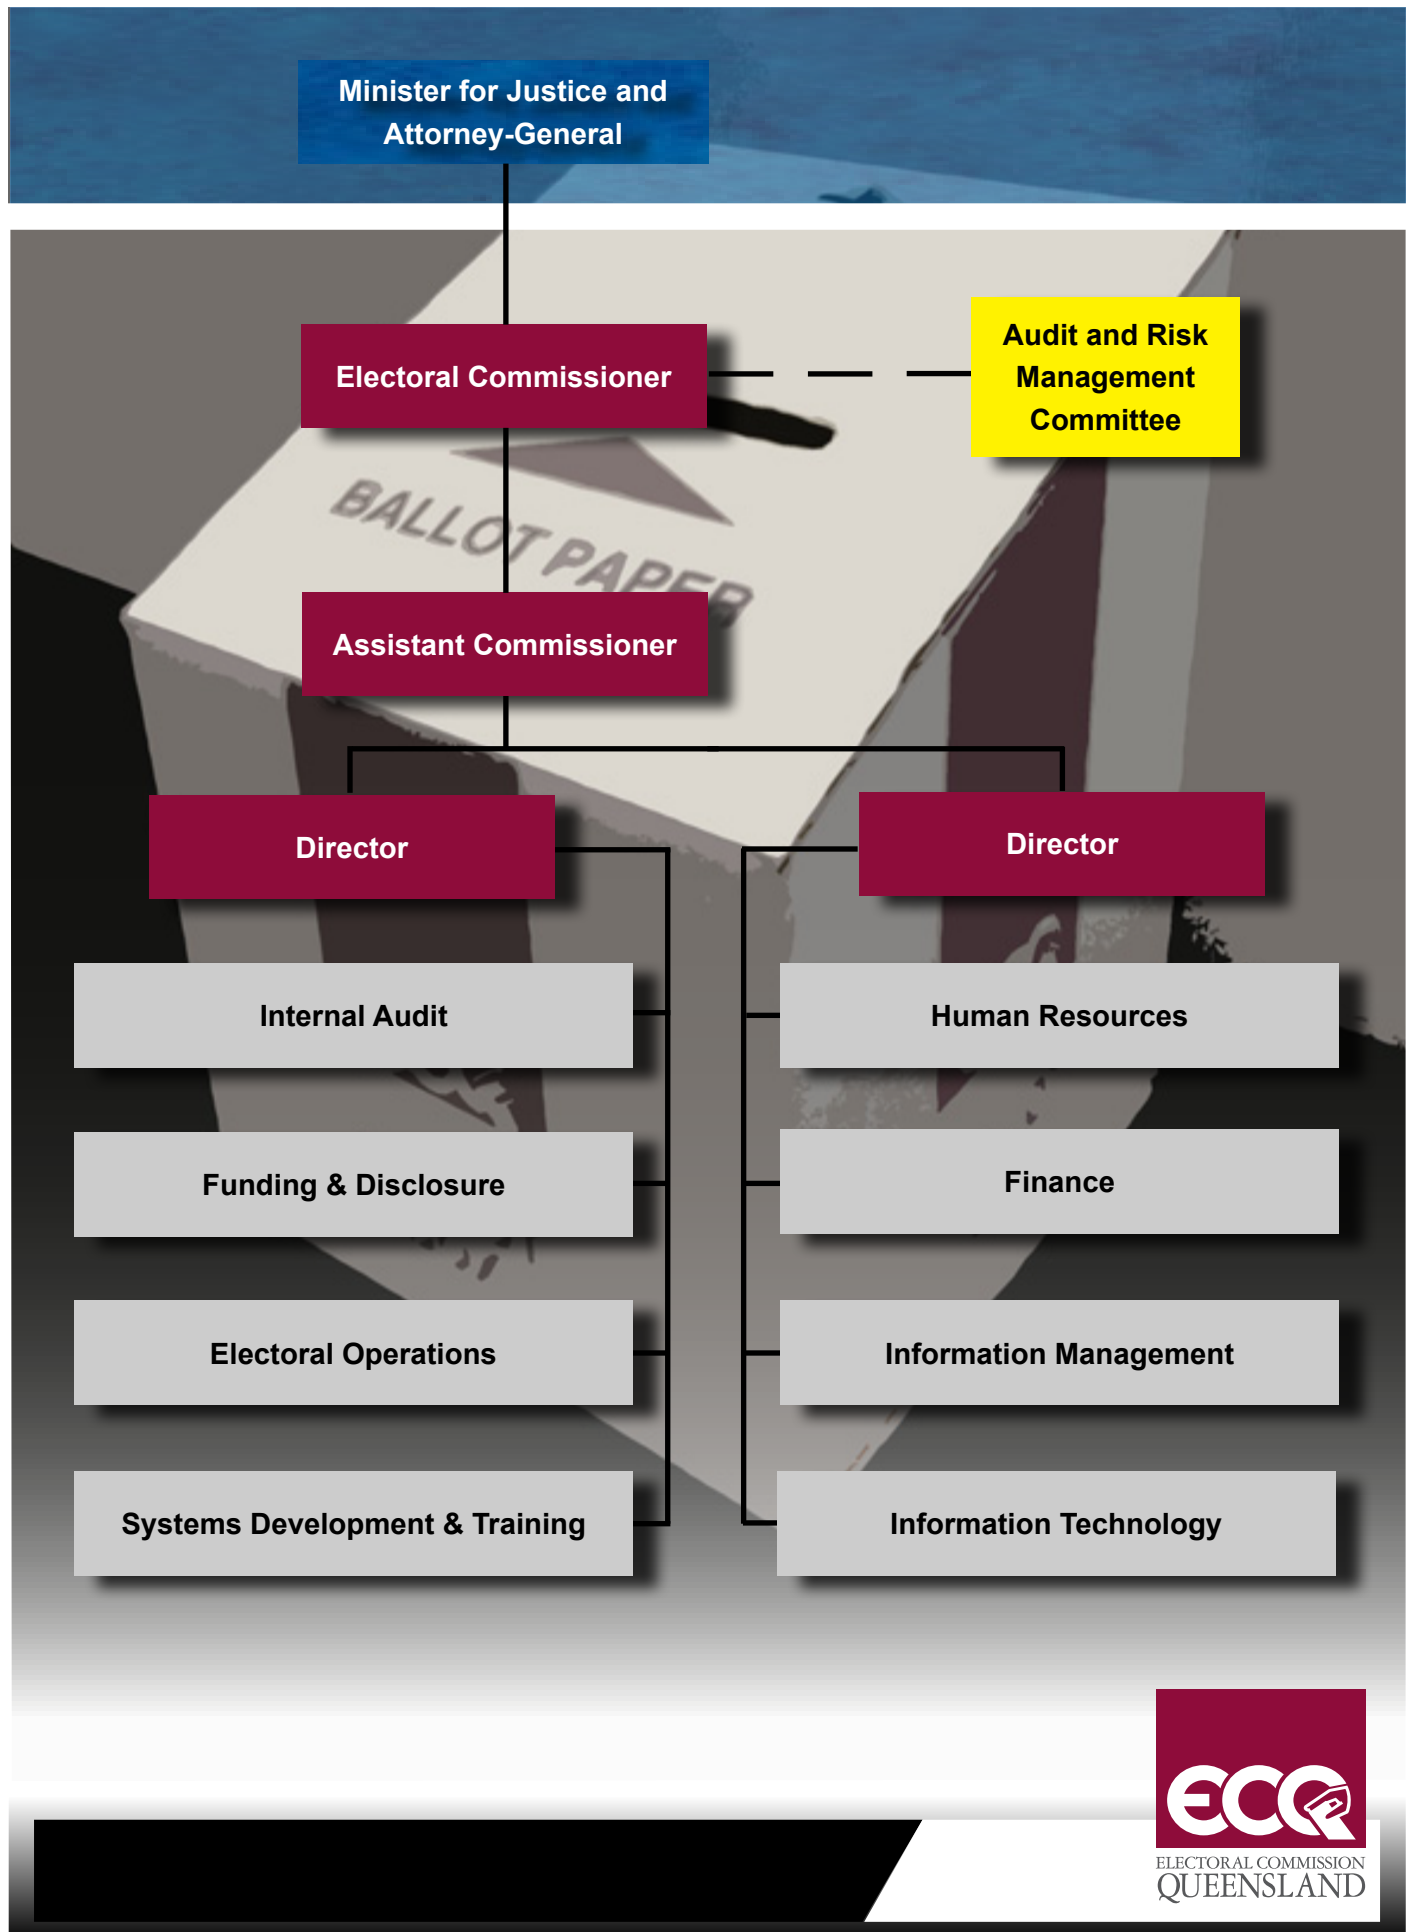 Minister for Justice and
Attorney-General
Electoral Commissioner
Audit and Risk
Management
Committee
BALLOT PAPER
Assistant Commissioner
Director
Director
Internal Audit
Human Resources
Funding & Disclosure
Finance
Electoral Operations
Information Management
Systems Development & Training
Information Technology
ECQ
ELECTORAL COMMISSION
QUEENSLAND